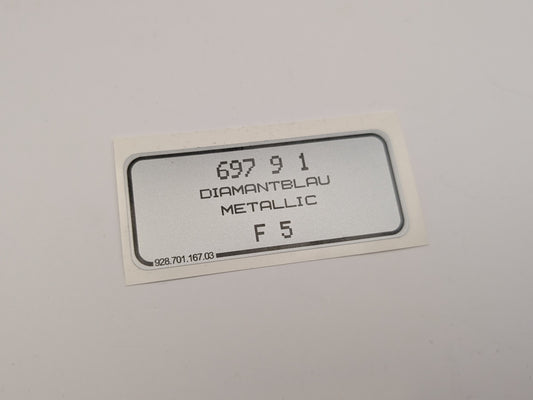 697 9 1
DIAMANTBLAU
METALLIC
F 5
928.701.167.03